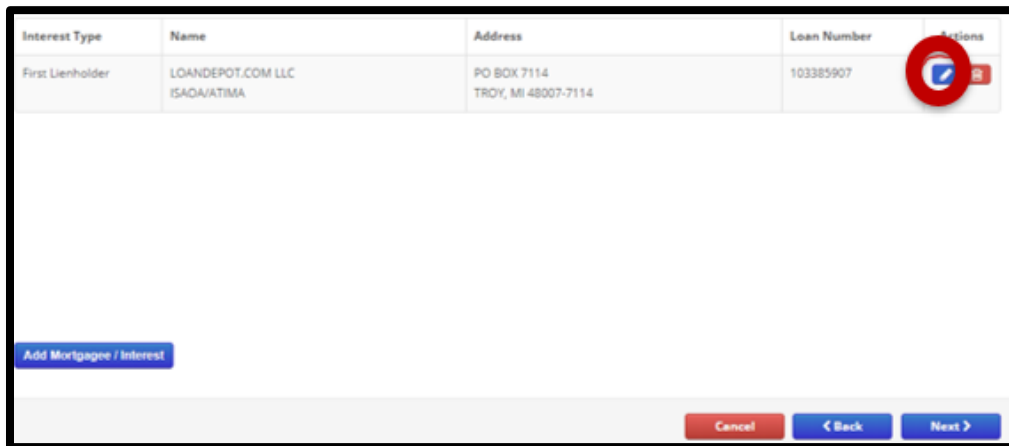 Interest Type Name Address Loan Number Actions
First Lienholder LOANDEPOT.COM LLC PO BOX 7114 103385907
ISAOA/ATIMA TROY, MI 48007-7114
Add Mortgagee / Interest
Cancel Back Next